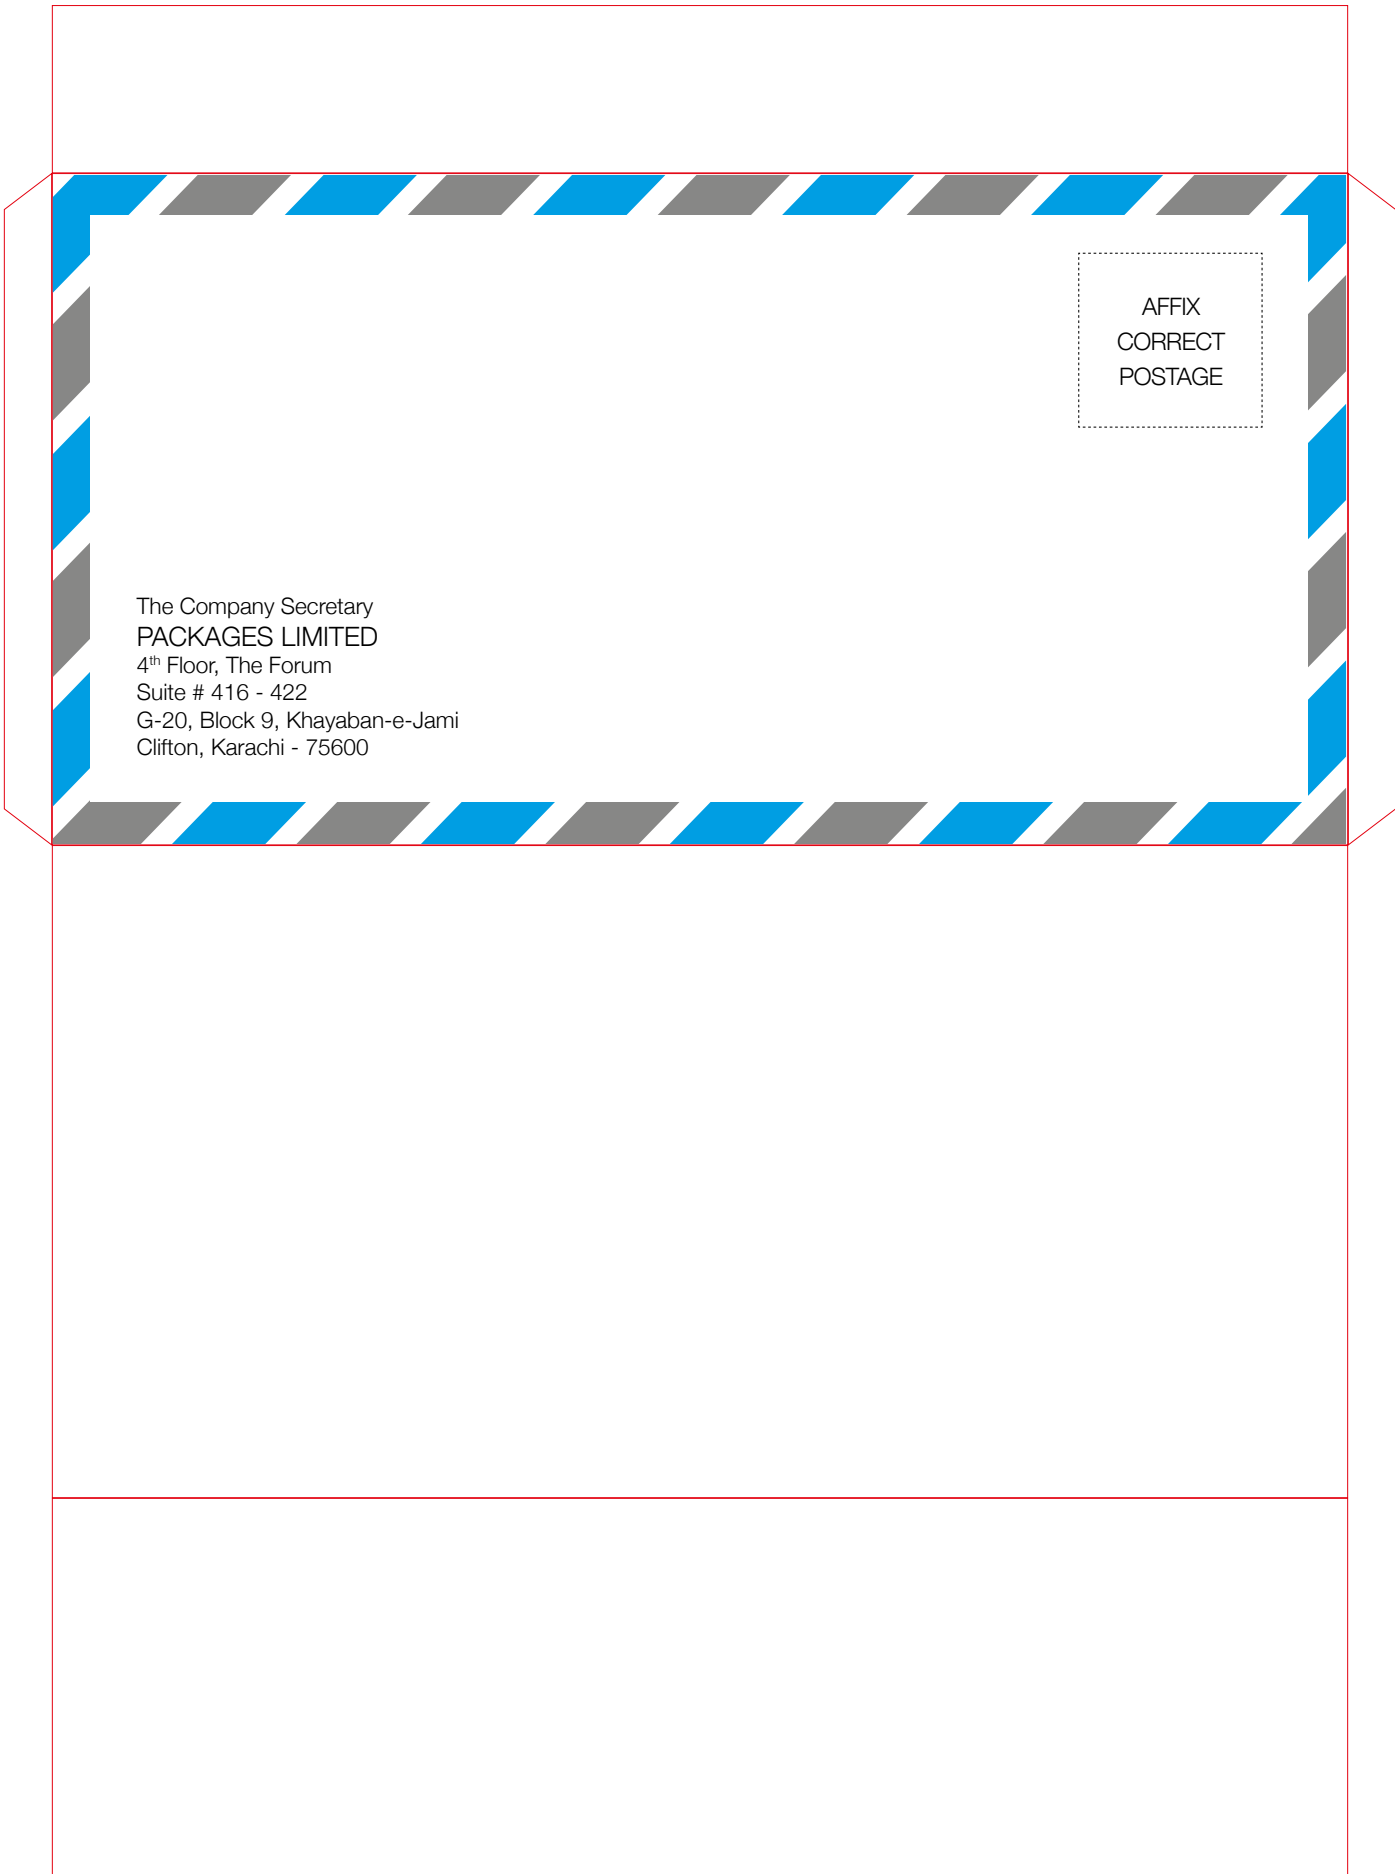 AFFIX
CORRECT
POSTAGE
The Company Secretary
PACKAGES LIMITED
4th Floor, The Forum
Suite # 416 - 422
G-20, Block 9, Khayaban-e-Jami
Clifton, Karachi - 75600